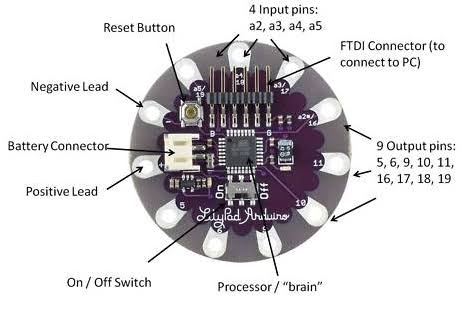 4 Input pins:
a2, a3, a4, a5
Reset Button
FTDI Connector (to
connect to PC)
Negative Lead
Battery Connector
Positive Lead
9 Output pins:
5, 6, 9, 10, 11,
16, 17, 18, 19
On / Off Switch
Processor / "brain"
a5/
19
a4
18
a3/
17
a2
16
B
G
+
11
10
5
6
9
On
Off
LilyPad Arduino